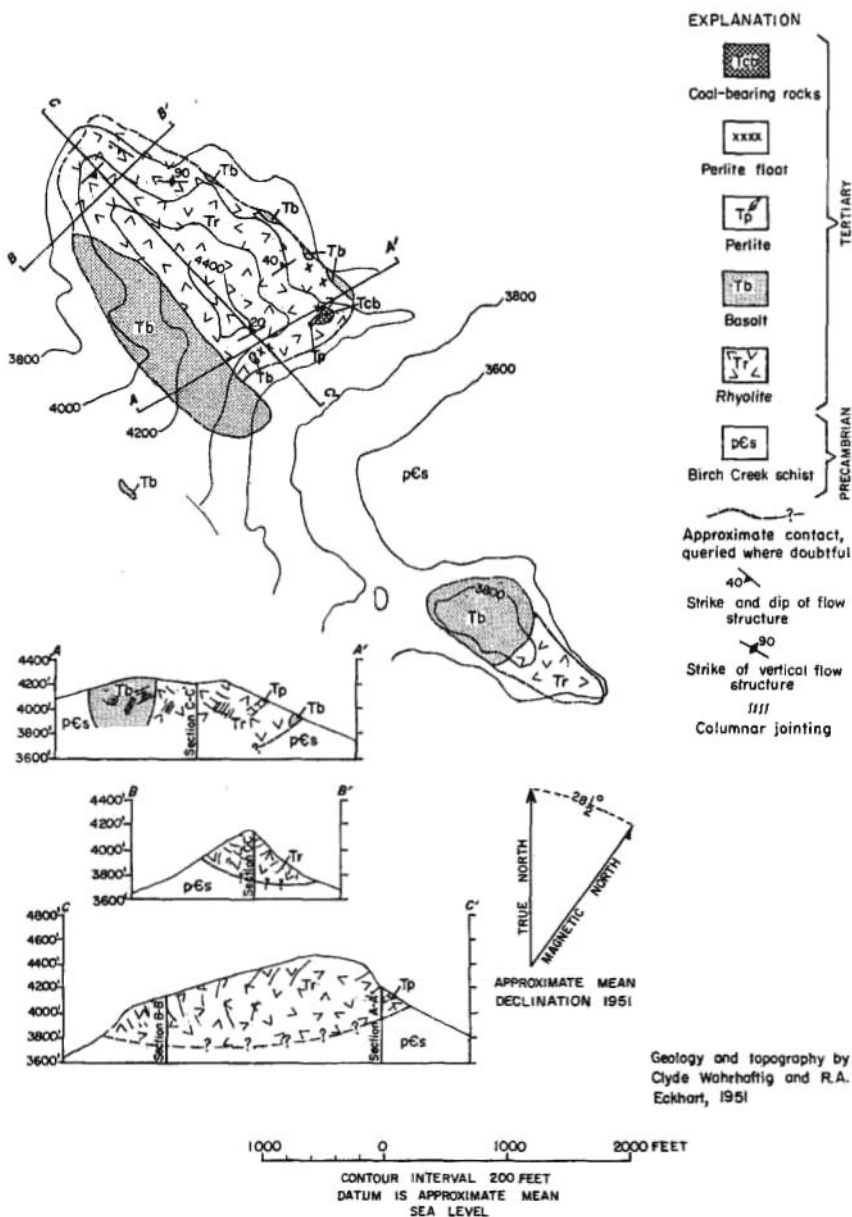 EXPLANATION
Tcb
Coal-bearing rocks
xxxx
Perlite float
Tp
Perlite
Tb
Basalt
Tr
Rhyolite
TERTIARY
p€s
Birch Creek schist
PRECAMBRIAN
?
Approximate contact,
queried where doubtful
40
Strike and dip of flow
structure
90
Strike of vertical flow
structure
Columnar jointing
C
B'
90
Tb
Tr
Tb
B
4400
40
Tb
A'
Tcb
20
Tb
xxx
Tp
Tb
3800
4000
4200
A
C'
3800
3600
Tb
p€s
3800
Tb
Tr
A
A'
4400'
4200'
4000'
3800'
3600'
Tb
p€s
Section C-C'
Tr
Tp
Tb
?
p€s
B
B'
4400'
4200'
4000'
3800'
3600'
Tr
p€s
Section C-C'
? ?
C
C'
4800'
4600'
4400'
4200'
4000'
3800'
3600'
Tr
Tp
Section B-B'
Section A-A'
? ? ? ? ? ?
p€s
28½°
TRUE NORTH
MAGNETIC NORTH
APPROXIMATE MEAN
DECLINATION 1951
Geology and topography by
Clyde Wahrhaftig and R.A.
Eckhart, 1951
1000 0 1000 2000 FEET
CONTOUR INTERVAL 200 FEET
DATUM IS APPROXIMATE MEAN
SEA LEVEL